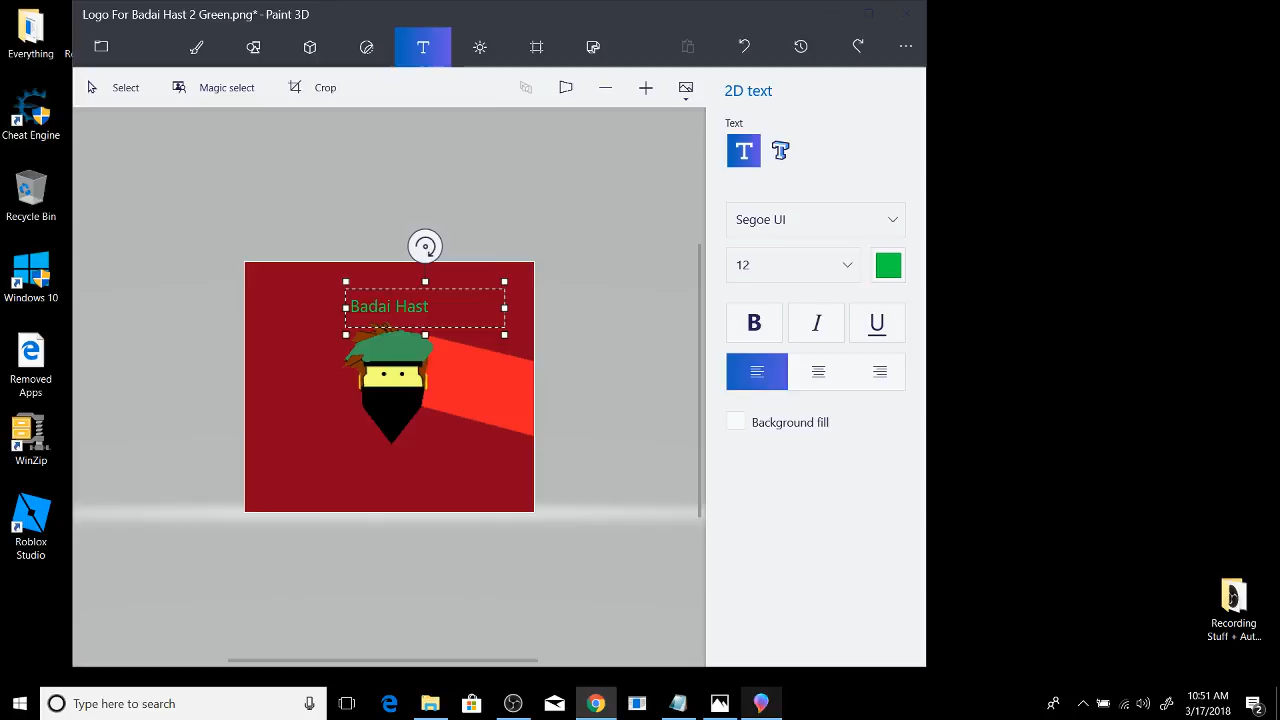 Logo For Badai Hast 2 Green.png* - Paint 3D
Everything
Select
Magic select
Crop
2D text
Text
Cheat Engine
Segoe UI
Recycle Bin
12
Windows 10
Badai Hast
B
I
U
Removed Apps
Background fill
WinZip
Roblox Studio
Recording Stuff + Aut...
Type here to search
10:51 AM
3/17/2018
2